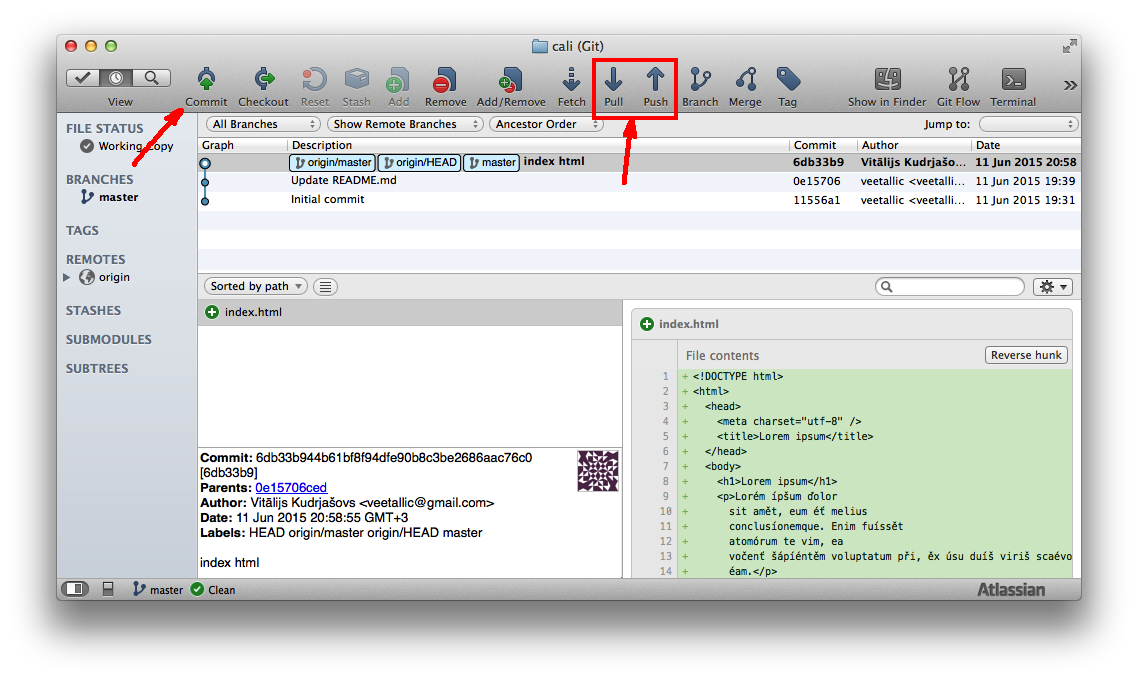 cali (Git)
View Commit Checkout Reset Stash Add Remove Add/Remove Fetch Pull Push Branch Merge Tag Show in Finder Git Flow Terminal
FILE STATUS
Working Copy
BRANCHES
master
TAGS
REMOTES
origin
STASHES
SUBMODULES
SUBTREES
All Branches Show Remote Branches Ancestor Order Jump to:
Graph Description Commit Author Date
origin/master origin/HEAD master index html 6db33b9 Vitālijs Kudrjašo... 11 Jun 2015 20:58
Update README.md 0e15706 veetallic <veetalli... 11 Jun 2015 19:39
Initial commit 11556a1 veetallic <veetalli... 11 Jun 2015 19:31
Sorted by path
index.html
Commit: 6db33b944b61bf8f94dfe90b8c3be2686aac76c0
[6db33b9]
Parents: 0e15706ced
Author: Vitālijs Kudrjašovs <veetallic@gmail.com>
Date: 11 Jun 2015 20:58:55 GMT+3
Labels: HEAD origin/master origin/HEAD master
index html
index.html
File contents Reverse hunk
1 + <!DOCTYPE html>
2 + <html>
3 + <head>
4 + <meta charset="utf-8" />
5 + <title>Lorem ipsum</title>
6 + </head>
7 + <body>
8 + <h1>Lorem ipsum</h1>
9 + <p>Lorém ípšum ďolor
10 + sit amět, eum éť melius
11 + conclusíonemque. Enim fuíssět
12 + atomórum te vim, ea
13 + vočenť šápíéntěm voluptatum při, ěx úsu duíš viriš scaévo
14 + éam.</p>
master Clean
Atlassian